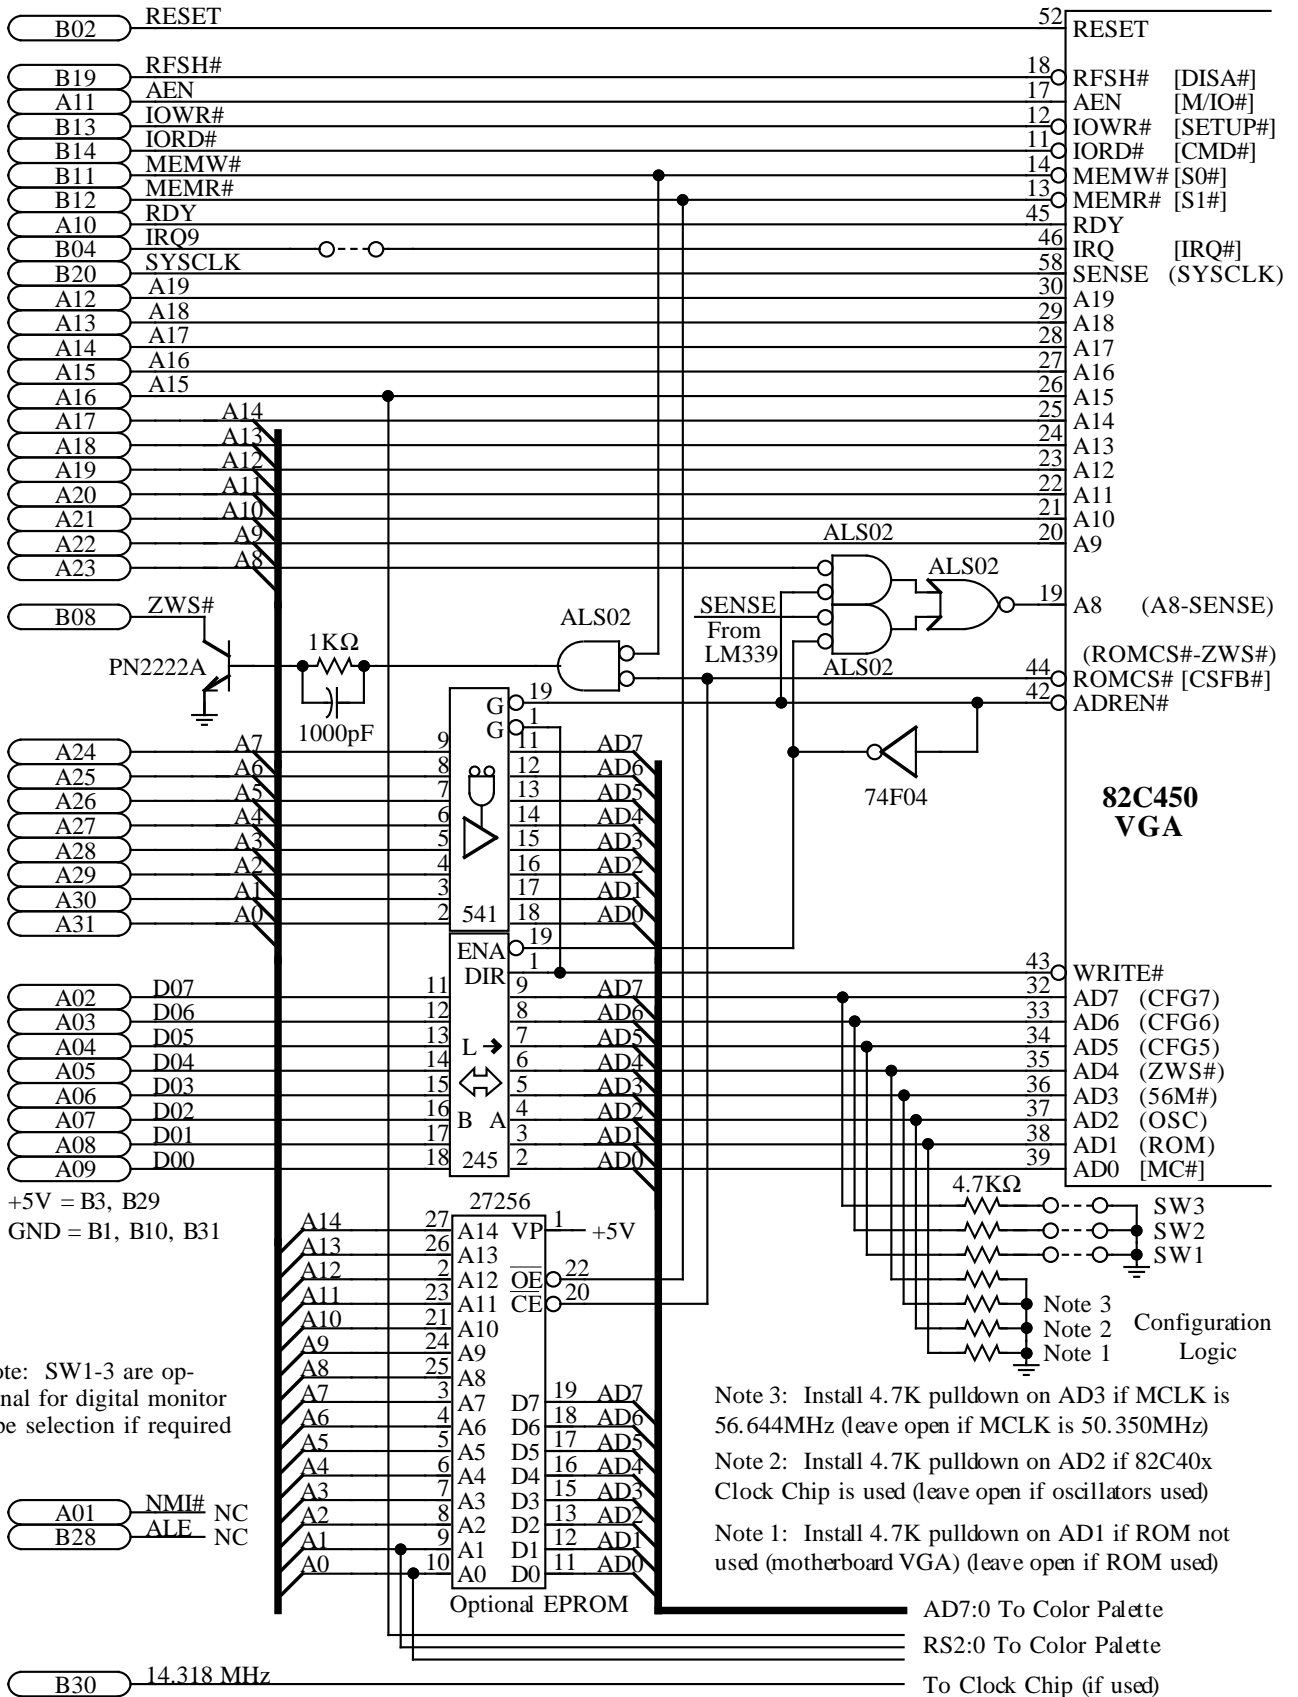 B02 RESET 52 RESET
B19 RFSH# 18 RFSH# [DISA#]
A11 AEN 17 AEN [M/IO#]
B13 IOWR# 12 IOWR# [SETUP#]
B14 IORD# 11 IORD# [CMD#]
B11 MEMW# 14 MEMW# [S0#]
B12 MEMR# 13 MEMR# [S1#]
A10 RDY 45 RDY
B04 IRQ9 46 IRQ [IRQ#]
B20 SYSCLK 58 SENSE (SYSCLK)
A12 A19 30 A19
A13 A18 29 A18
A14 A17 28 A17
A15 A16 27 A16
A16 A15 26 A15
A17 A14 25 A14
A18 A13 24 A13
A19 A12 23 A12
A20 A11 22 A11
A21 A10 21 A10
A22 A9 20 A9
A23 A8
ALS02
ALS02
B08 ZWS# ALS02 SENSE 19 A8 (A8-SENSE)
From
LM339
ALS02
PN2222A 1KΩ
1000pF
(ROMCS#-ZWS#)
44 ROMCS# [CSFB#]
42 ADREN#
G 19
G 1
74F04
82C450
VGA
A24 A7 9 11 AD7
A25 A6 8 12 AD6
A26 A5 7 13 AD5
A27 A4 6 14 AD4
A28 A3 5 15 AD3
A29 A2 4 16 AD2
A30 A1 3 17 AD1
A31 A0 2 541 18 AD0
ENA 19
DIR 1 43 WRITE#
A02 D07 11 9 AD7 32 AD7 (CFG7)
A03 D06 12 8 AD6 33 AD6 (CFG6)
A04 D05 13 L 7 AD5 34 AD5 (CFG5)
A05 D04 14 6 AD4 35 AD4 (ZWS#)
A06 D03 15 5 AD3 36 AD3 (56M#)
A07 D02 16 B A 4 AD2 37 AD2 (OSC)
A08 D01 17 3 AD1 38 AD1 (ROM)
A09 D00 18 245 2 AD0 39 AD0 [MC#]
+5V = B3, B29
GND = B1, B10, B31
4.7KΩ
SW3
SW2
SW1
Note 3
Note 2
Note 1
Configuration
Logic
27256
A14 27 A14 VP 1 +5V
A13 26 A13
A12 2 A12 OE 22
A11 23 A11 CE 20
A10 21 A10
A9 24 A9
A8 25 A8
A7 3 A7 D7 19 AD7
A6 4 A6 D6 18 AD6
A5 5 A5 D5 17 AD5
A4 6 A4 D4 16 AD4
A3 7 A3 D3 15 AD3
A2 8 A2 D2 13 AD2
A1 9 A1 D1 12 AD1
A0 10 A0 D0 11 AD0
Optional EPROM
ote: SW1-3 are op-
nal for digital monitor
pe selection if required
A01 NMI# NC
B28 ALE NC
Note 3: Install 4.7K pulldown on AD3 if MCLK is
56.644MHz (leave open if MCLK is 50.350MHz)
Note 2: Install 4.7K pulldown on AD2 if 82C40x
Clock Chip is used (leave open if oscillators used)
Note 1: Install 4.7K pulldown on AD1 if ROM not
used (motherboard VGA) (leave open if ROM used)
AD7:0 To Color Palette
RS2:0 To Color Palette
B30 14.318 MHz To Clock Chip (if used)